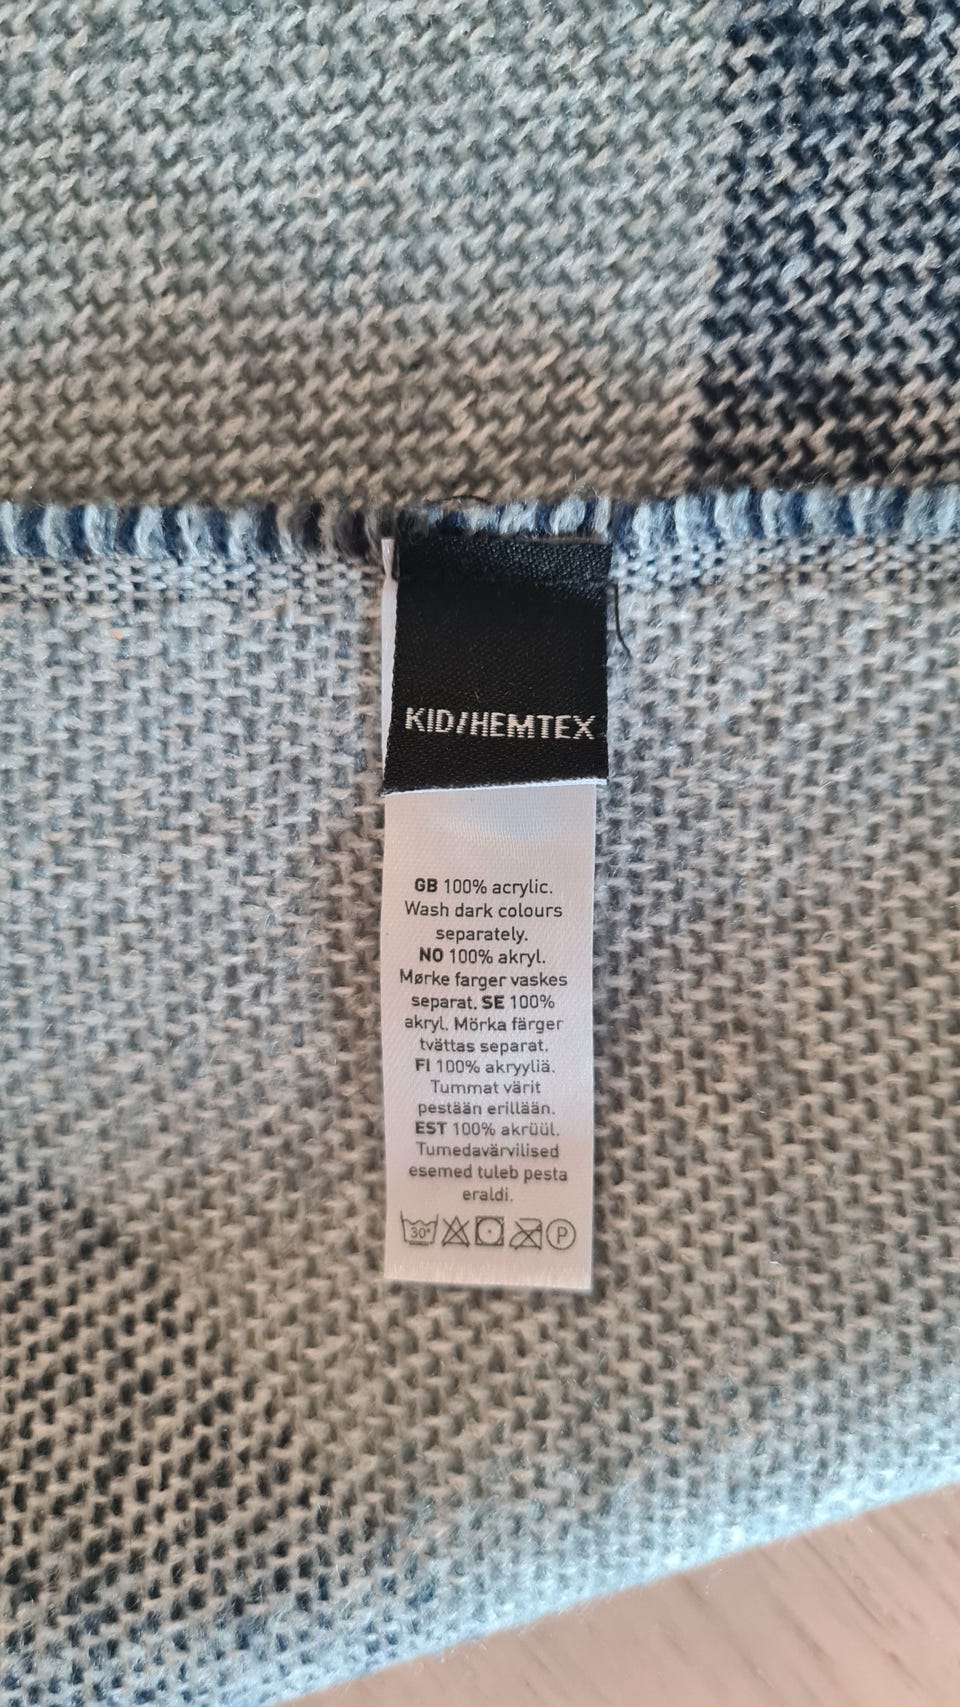 KID/HEMTEX
GB 100% acrylic.
Wash dark colours
separately.
NO 100% akryl.
Mørke farger vaskes
separat. SE 100%
akryl. Mörka färger
tvättas separat.
FI 100% akryyliä.
Tummat värit
pestään erillään.
EST 100% akrüül.
Tumedavärvilised
esemed tuleb pesta
eraldi.
30° P